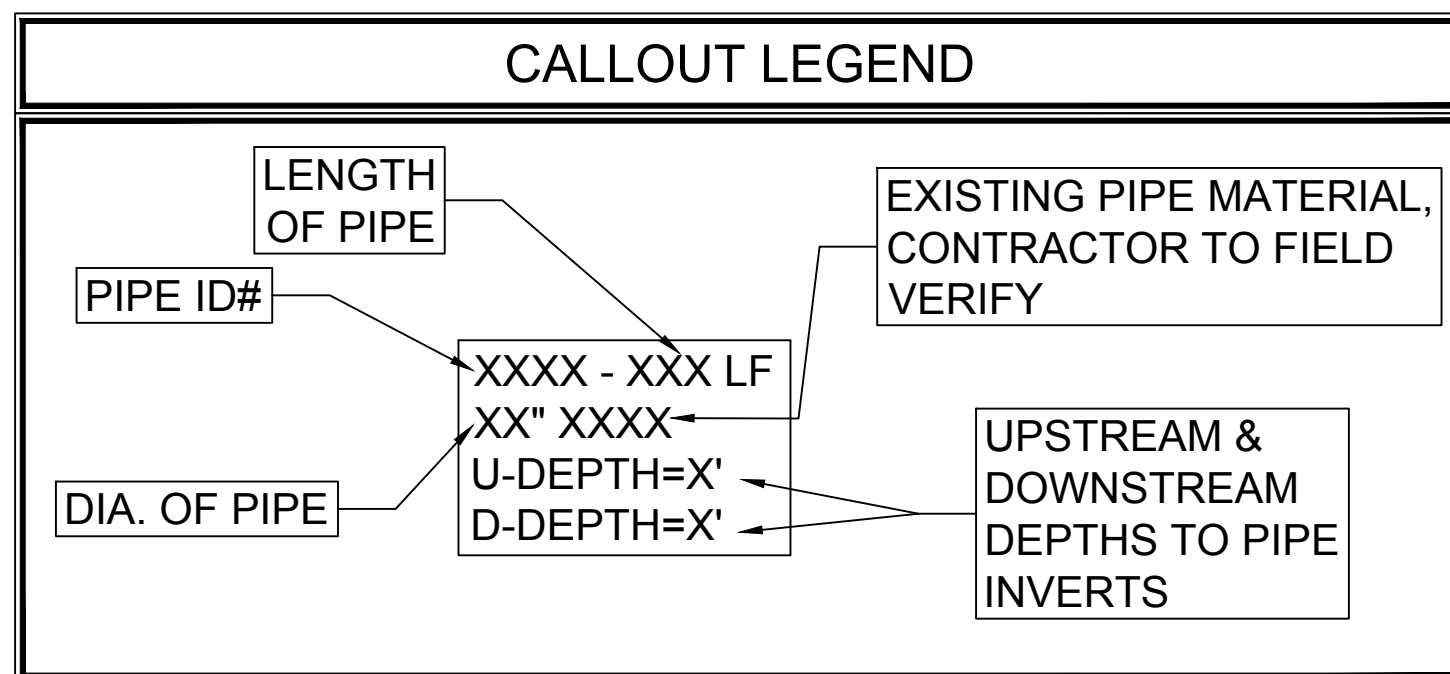 CALLOUT LEGEND
LENGTH
OF PIPE
EXISTING PIPE MATERIAL,
CONTRACTOR TO FIELD
VERIFY
PIPE ID#
XXXX - XXX LF
XX" XXXX
U-DEPTH=X'
D-DEPTH=X'
DIA. OF PIPE
UPSTREAM &
DOWNSTREAM
DEPTHS TO PIPE
INVERTS